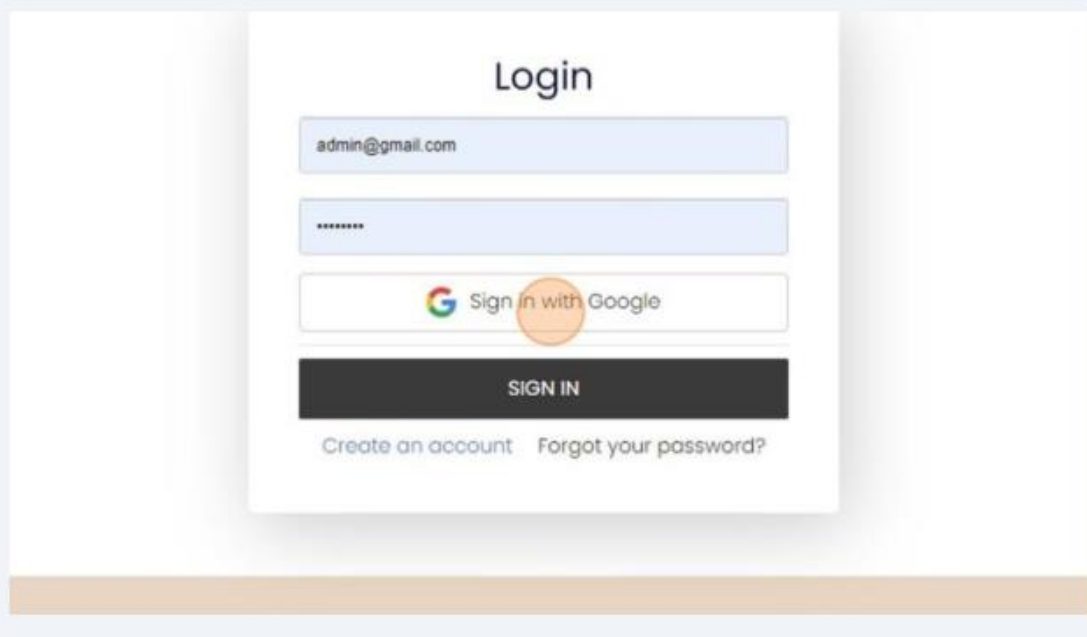 Login
admin@gmail.com
••••••••
Sign in with Google
SIGN IN
Create an account Forgot your password?